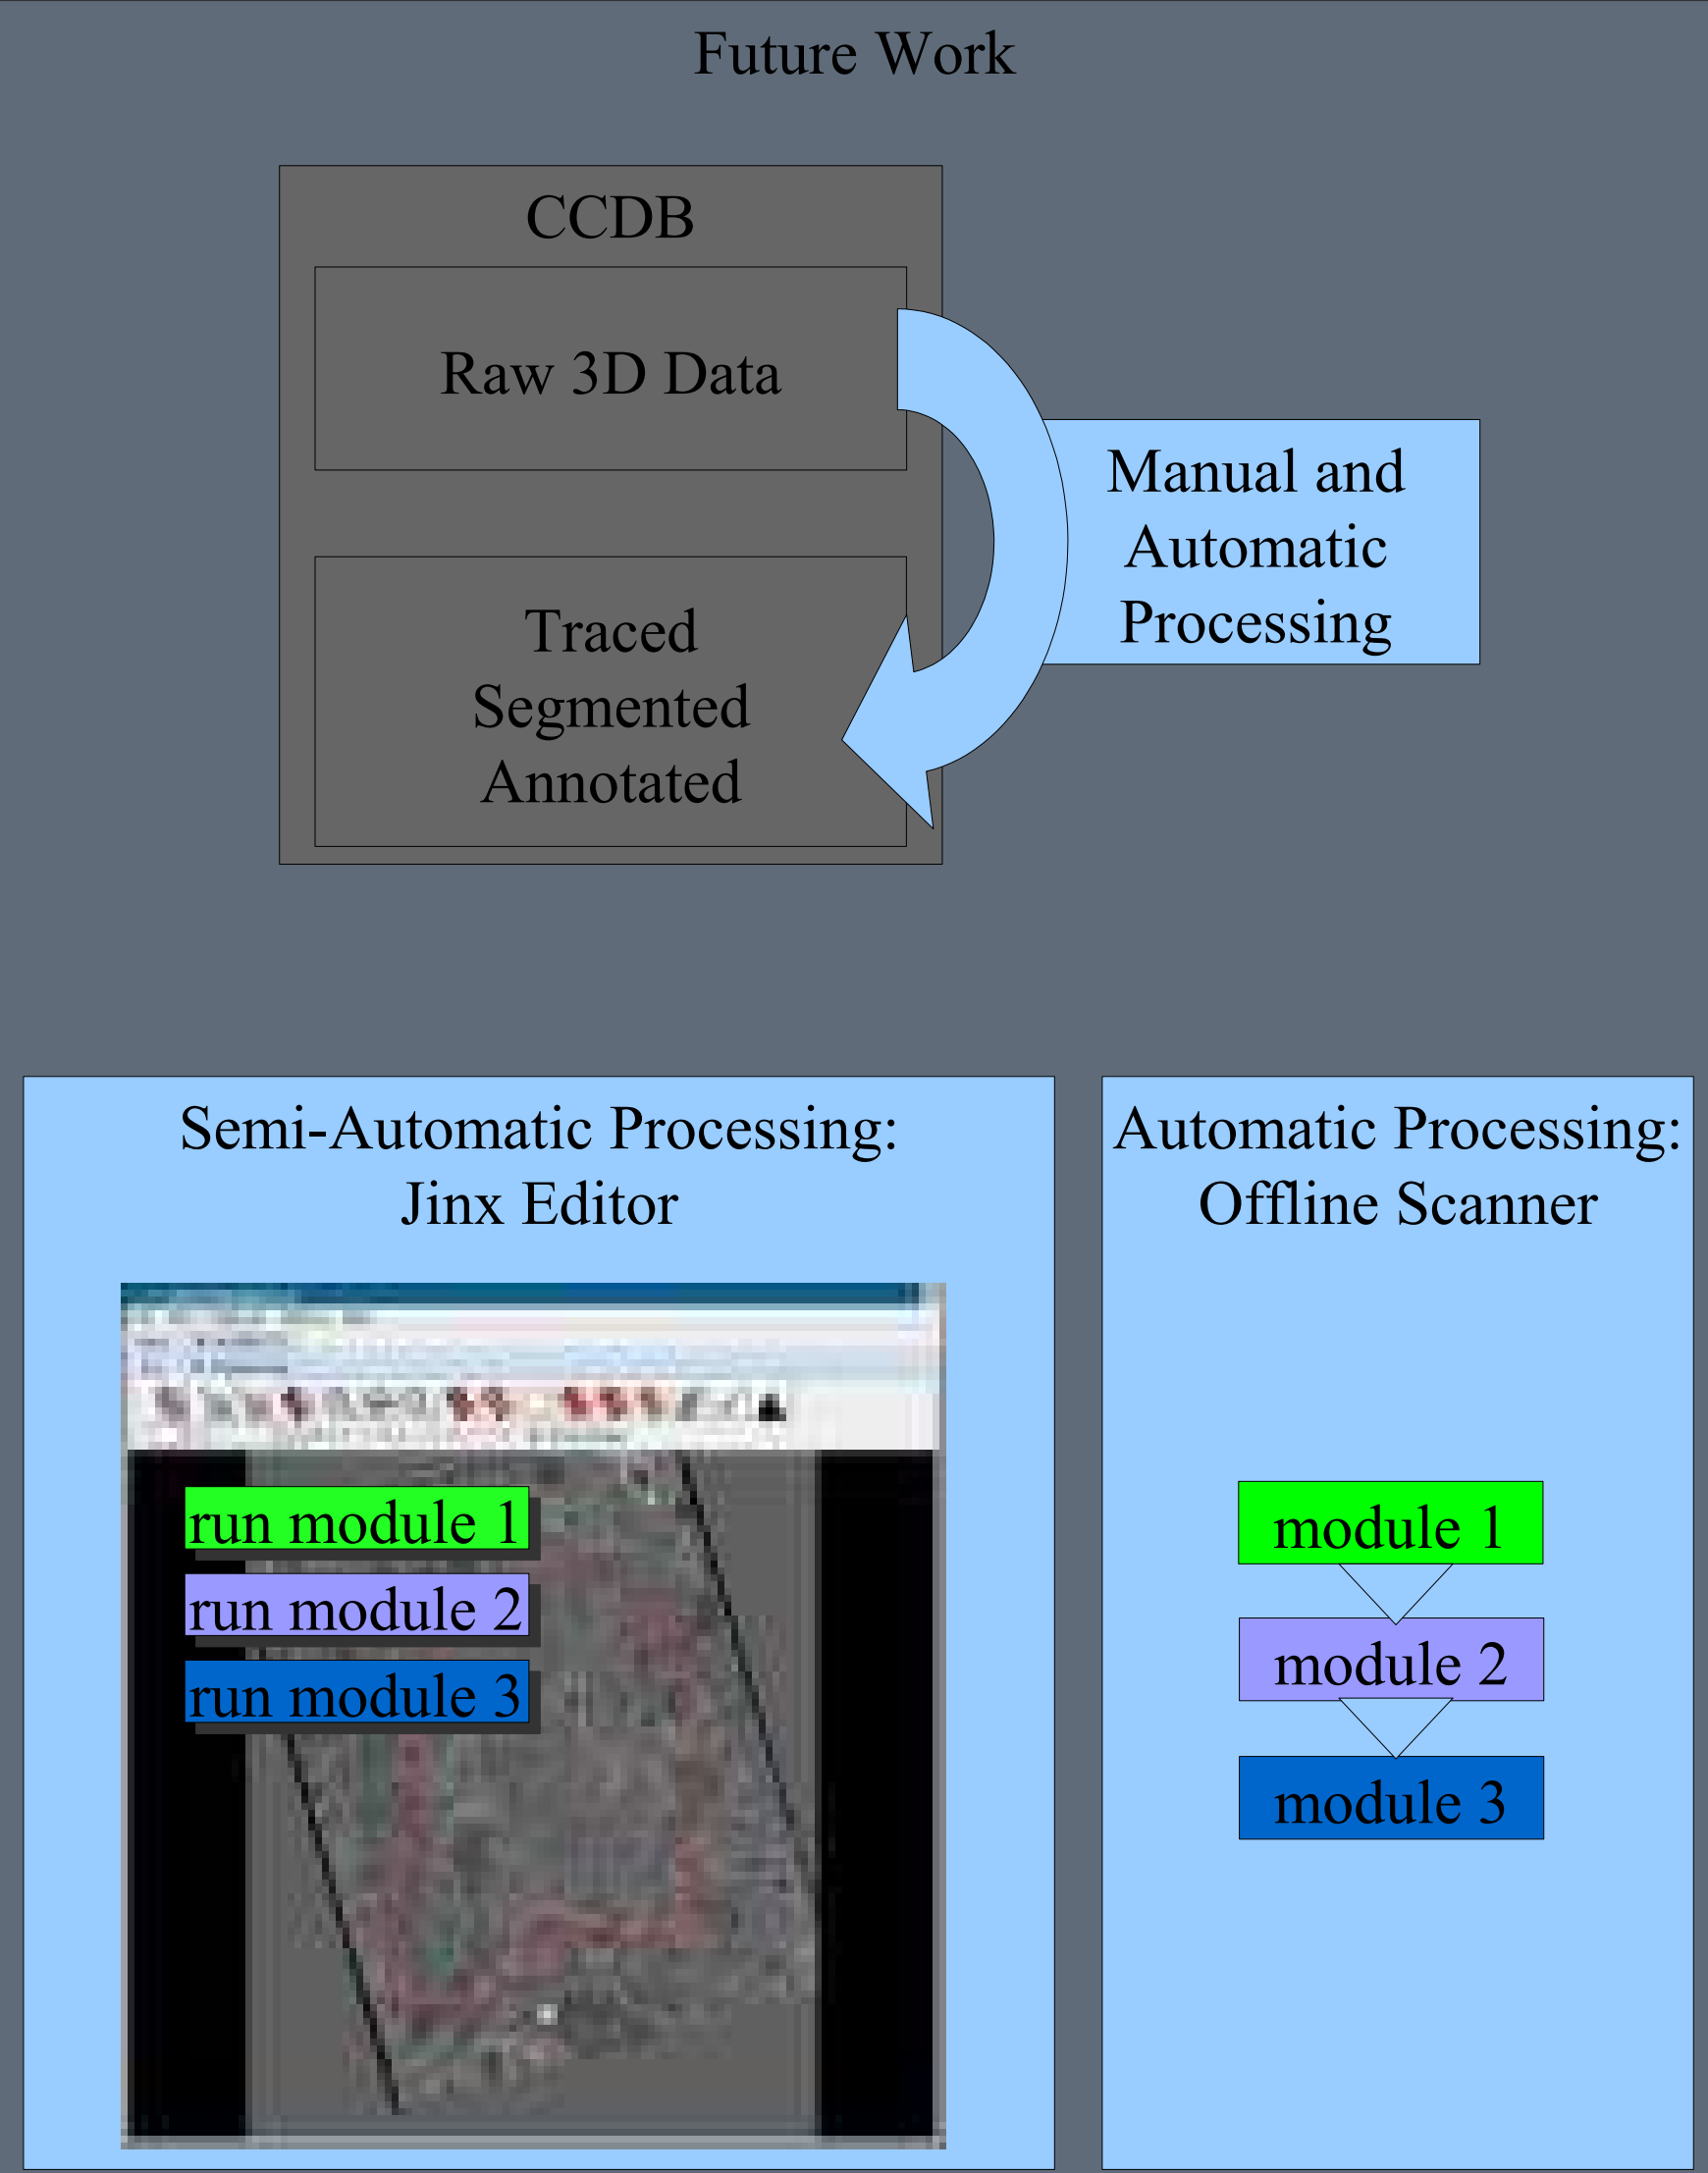 Future Work
CCDB
Raw 3D Data
Manual and
Automatic
Processing
Traced
Segmented
Annotated
Semi-Automatic Processing:
Jinx Editor
run module 1
run module 2
run module 3
Automatic Processing:
Offline Scanner
module 1
module 2
module 3